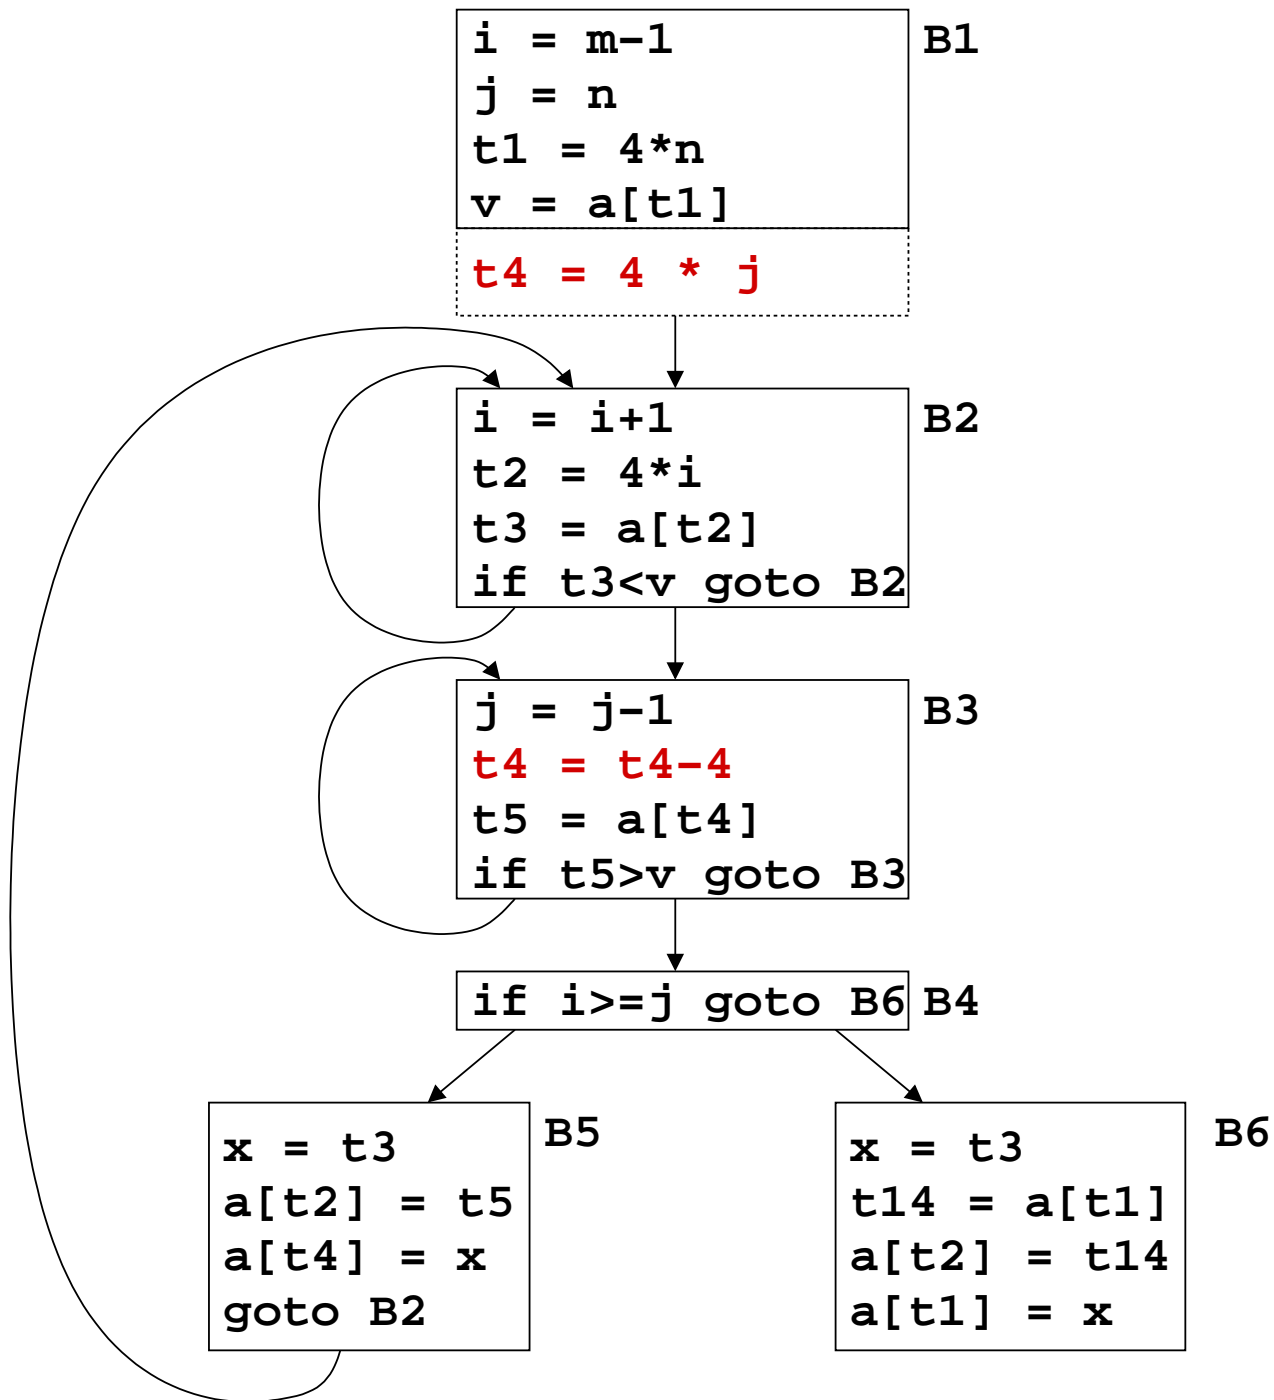 i = m-1
B1
j = n
t1 = 4*n
v = a[t1]
t4 = 4 * j
i = i+1
B2
t2 = 4*i
t3 = a[t2]
if t3<v goto B2
j = j-1
B3
t4 = t4-4
t5 = a[t4]
if t5>v goto B3
if i>=j goto B6
B4
x = t3
B5
a[t2] = t5
a[t4] = x
goto B2
x = t3
B6
t14 = a[t1]
a[t2] = t14
a[t1] = x